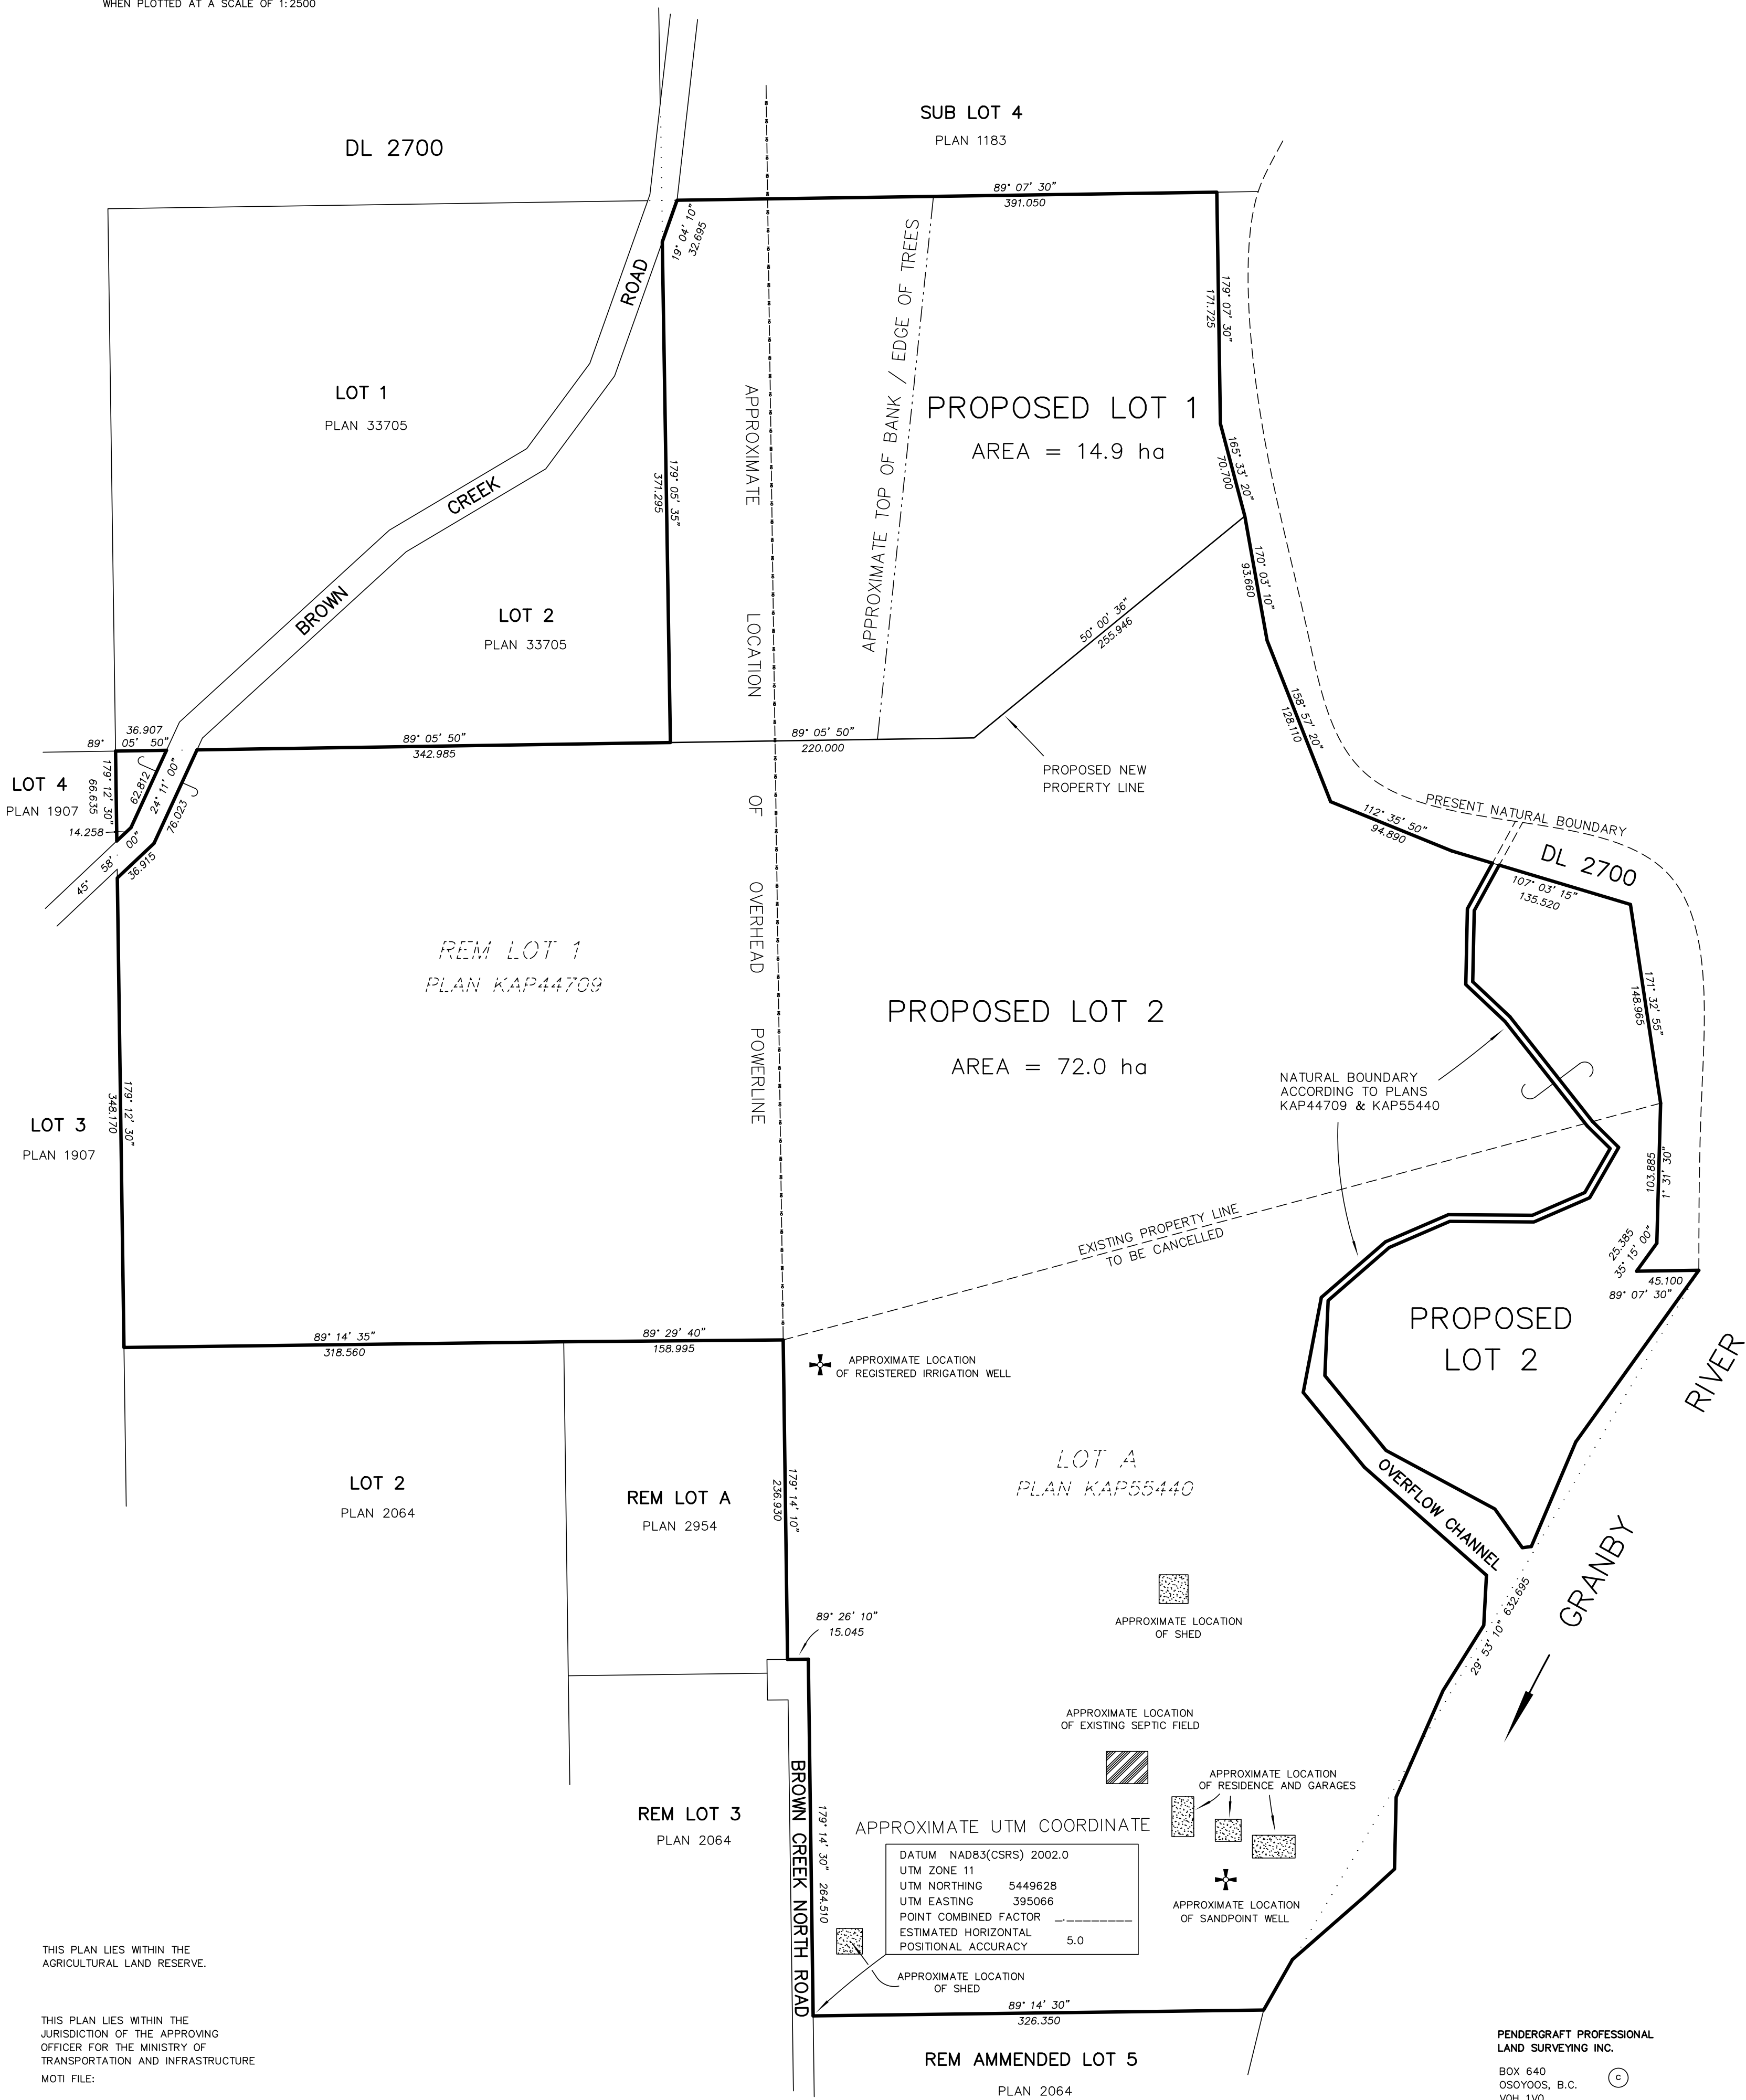 WHEN PLOTTED AT A SCALE OF 1:2500
SUB LOT 4
PLAN 1183
DL 2700
89° 07' 30"
391.050
19° 04' 10"
32.695
ROAD
APPROXIMATE TOP OF BANK / EDGE OF TREES
179° 07' 30"
171.725
LOT 1
PLAN 33705
APPROXIMATE LOCATION OF OVERHEAD POWERLINE
PROPOSED LOT 1
AREA = 14.9 ha
165° 33' 20"
70.700
179° 05' 35"
371.295
CREEK
170° 03' 10"
93.660
BROWN
LOT 2
PLAN 33705
50° 00' 36"
255.946
158° 57' 20"
128.110
36.907
89° 05' 50"
89° 05' 50"
342.985
89° 05' 50"
220.000
PROPOSED NEW
PROPERTY LINE
LOT 4
PLAN 1907
179° 12' 30"
66.635
62.812
24° 11' 00"
76.023
14.258
45° 58' 00"
36.915
112° 35' 50"
94.890
PRESENT NATURAL BOUNDARY
DL 2700
107° 03' 15"
135.520
REM LOT 1
PLAN KAP44709
PROPOSED LOT 2
AREA = 72.0 ha
171° 32' 55"
148.965
NATURAL BOUNDARY
ACCORDING TO PLANS
KAP44709 & KAP55440
LOT 3
PLAN 1907
179° 12' 30"
348.170
103.885
1° 31' 30"
EXISTING PROPERTY LINE
TO BE CANCELLED
25.385
35° 15' 00"
45.100
89° 07' 30"
PROPOSED
LOT 2
89° 14' 35"
318.560
89° 29' 40"
158.995
APPROXIMATE LOCATION
OF REGISTERED IRRIGATION WELL
RIVER
LOT 2
PLAN 2064
REM LOT A
PLAN 2954
179° 14' 10"
236.930
LOT A
PLAN KAP55440
OVERFLOW CHANNEL
GRANBY
29° 53' 10" 632.695
89° 26' 10"
15.045
APPROXIMATE LOCATION
OF SHED
APPROXIMATE LOCATION
OF EXISTING SEPTIC FIELD
APPROXIMATE LOCATION
OF RESIDENCE AND GARAGES
REM LOT 3
PLAN 2064
BROWN CREEK NORTH ROAD
179° 14' 30" 264.510
APPROXIMATE UTM COORDINATE
DATUM NAD83(CSRS) 2002.0
UTM ZONE 11
UTM NORTHING 5449628
UTM EASTING 395066
POINT COMBINED FACTOR _.________
ESTIMATED HORIZONTAL
POSITIONAL ACCURACY 5.0
APPROXIMATE LOCATION
OF SANDPOINT WELL
APPROXIMATE LOCATION
OF SHED
89° 14' 30"
326.350
REM AMMENDED LOT 5
PLAN 2064
THIS PLAN LIES WITHIN THE
AGRICULTURAL LAND RESERVE.
THIS PLAN LIES WITHIN THE
JURISDICTION OF THE APPROVING
OFFICER FOR THE MINISTRY OF
TRANSPORTATION AND INFRASTRUCTURE
MOTI FILE:
PENDERGRAFT PROFESSIONAL
LAND SURVEYING INC.
BOX 640
OSOYOOS, B.C.
V0H 1V0
C